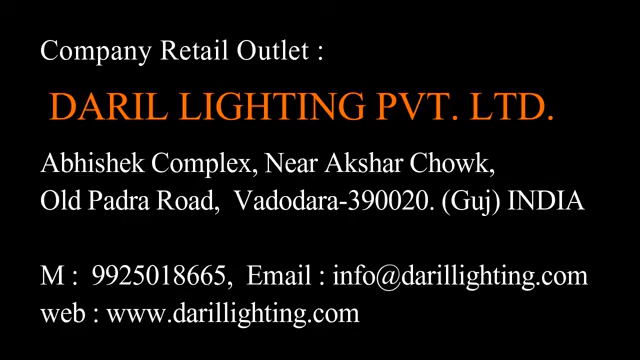 Company Retail Outlet :
DARIL LIGHTING PVT. LTD.
Abhishek Complex, Near Akshar Chowk,
Old Padra Road, Vadodara-390020. (Guj) INDIA
M : 9925018665, Email : info@darillighting.com
web : www.darillighting.com